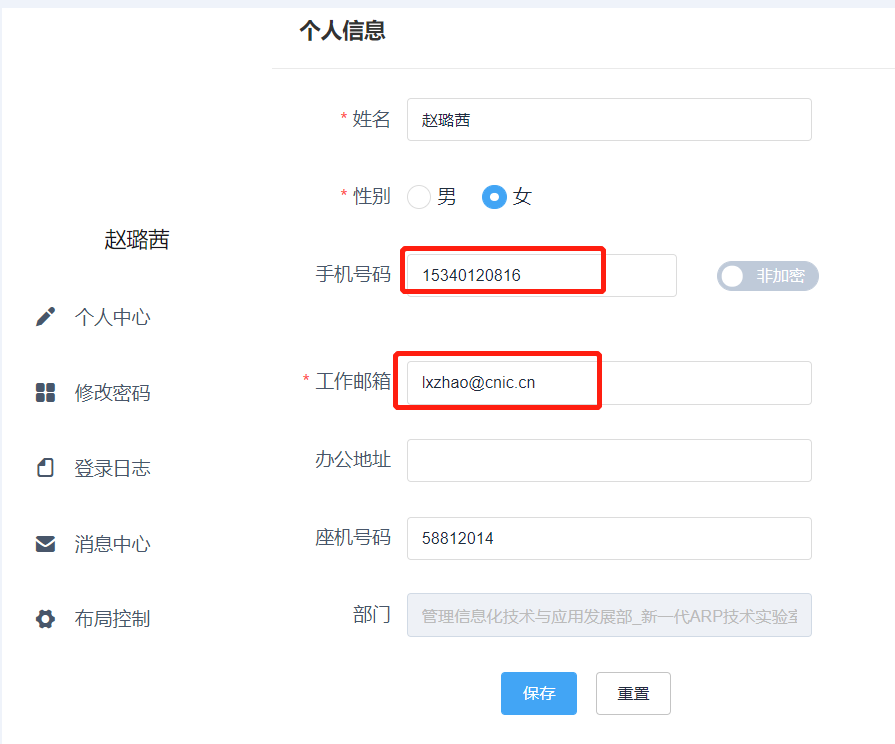 个人信息
* 姓名 赵璐茜
* 性别 男 女
赵璐茜
手机号码 15340120816 非加密
个人中心
* 工作邮箱 lxzhao@cnic.cn
修改密码
办公地址
登录日志
座机号码 58812014
消息中心
部门 管理信息化技术与应用发展部_新一代ARP技术实验室
布局控制
保存 重置